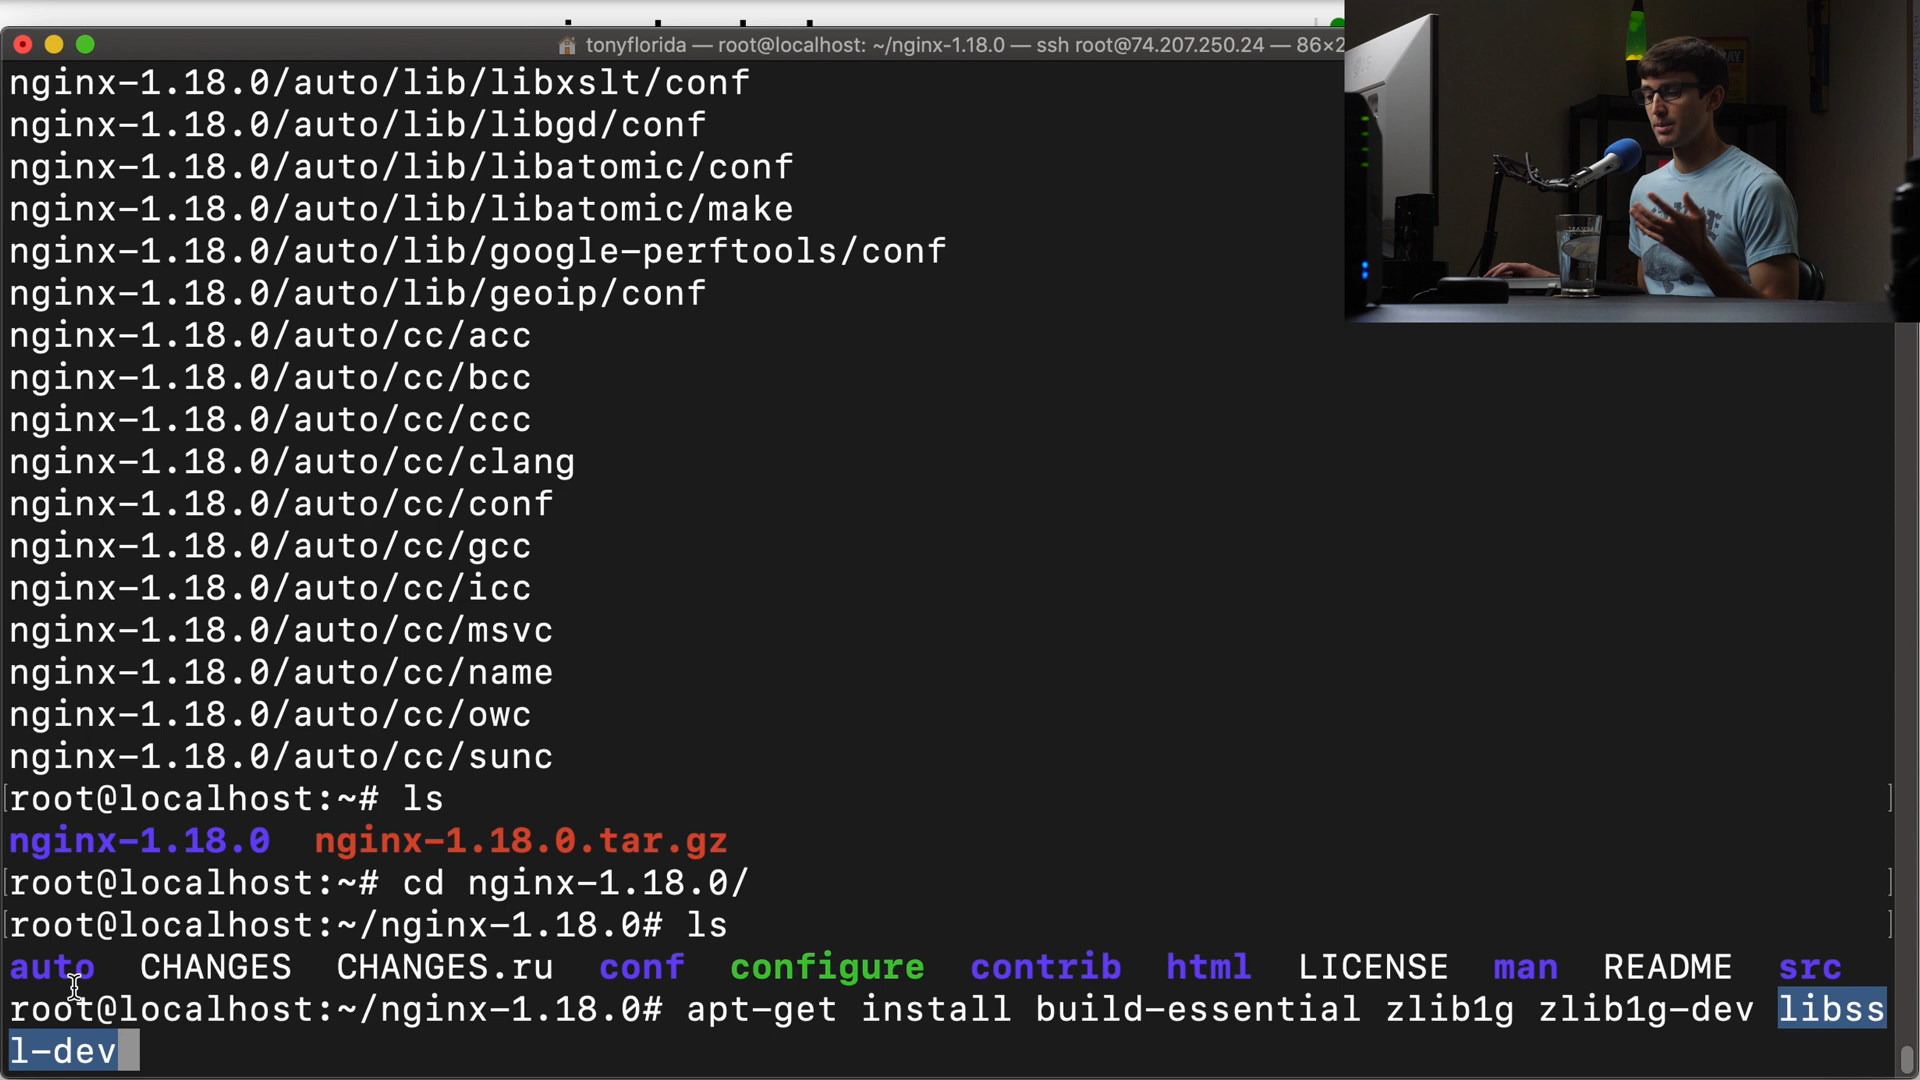 tonyflorida — root@localhost: ~/nginx-1.18.0 — ssh root@74.207.250.24 — 86×2
nginx-1.18.0/auto/lib/libxslt/conf
nginx-1.18.0/auto/lib/libgd/conf
nginx-1.18.0/auto/lib/libatomic/conf
nginx-1.18.0/auto/lib/libatomic/make
nginx-1.18.0/auto/lib/google-perftools/conf
nginx-1.18.0/auto/lib/geoip/conf
nginx-1.18.0/auto/cc/acc
nginx-1.18.0/auto/cc/bcc
nginx-1.18.0/auto/cc/ccc
nginx-1.18.0/auto/cc/clang
nginx-1.18.0/auto/cc/conf
nginx-1.18.0/auto/cc/gcc
nginx-1.18.0/auto/cc/icc
nginx-1.18.0/auto/cc/msvc
nginx-1.18.0/auto/cc/name
nginx-1.18.0/auto/cc/owc
nginx-1.18.0/auto/cc/sunc
[root@localhost:~# ls ]
nginx-1.18.0 nginx-1.18.0.tar.gz
[root@localhost:~# cd nginx-1.18.0/ ]
[root@localhost:~/nginx-1.18.0# ls ]
auto CHANGES CHANGES.ru conf configure contrib html LICENSE man README src
root@localhost:~/nginx-1.18.0# apt-get install build-essential zlib1g zlib1g-dev libss
l-dev